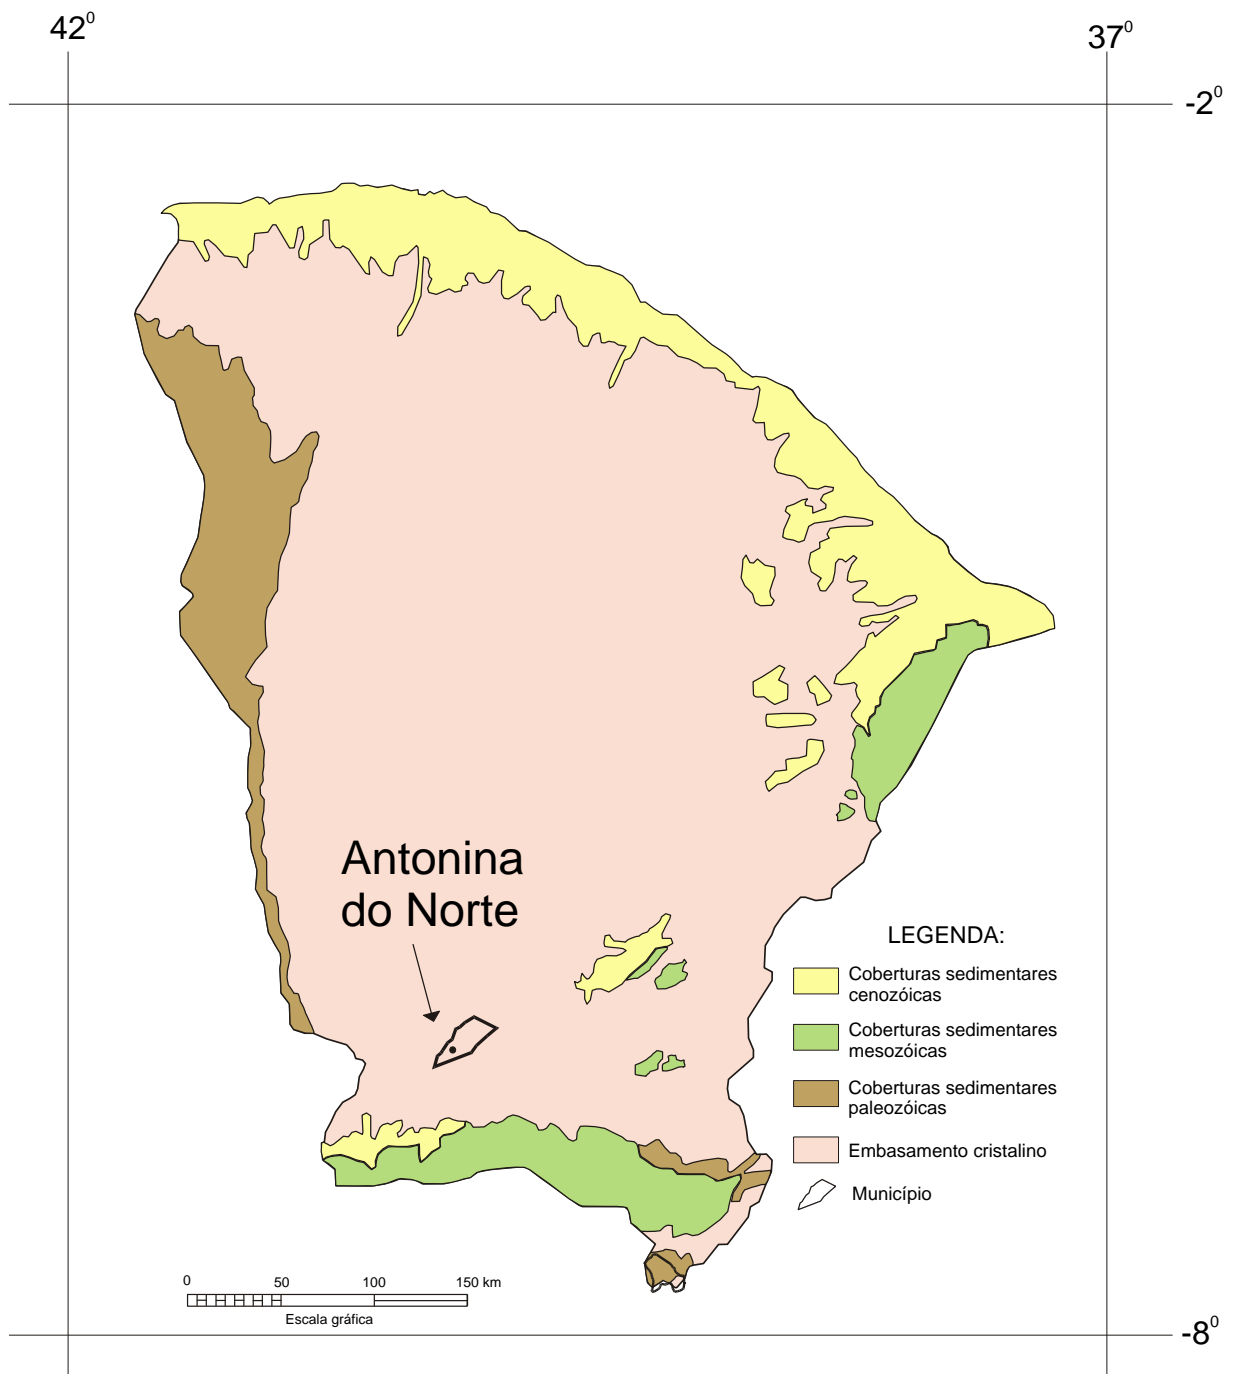 42⁰
37⁰
-2⁰
Antonina
do Norte
LEGENDA:
Coberturas sedimentares
cenozóicas
Coberturas sedimentares
mesozóicas
Coberturas sedimentares
paleozóicas
Embasamento cristalino
Município
0 50 100 150 km
Escala gráfica
-8⁰